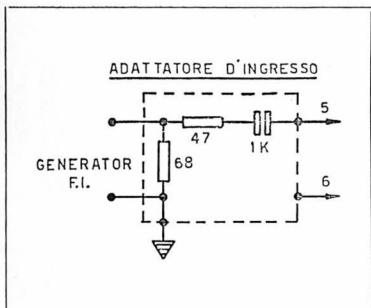 ADATTATORE D'INGRESSO
5
47
1K
GENERATOR
F.I.
68
6